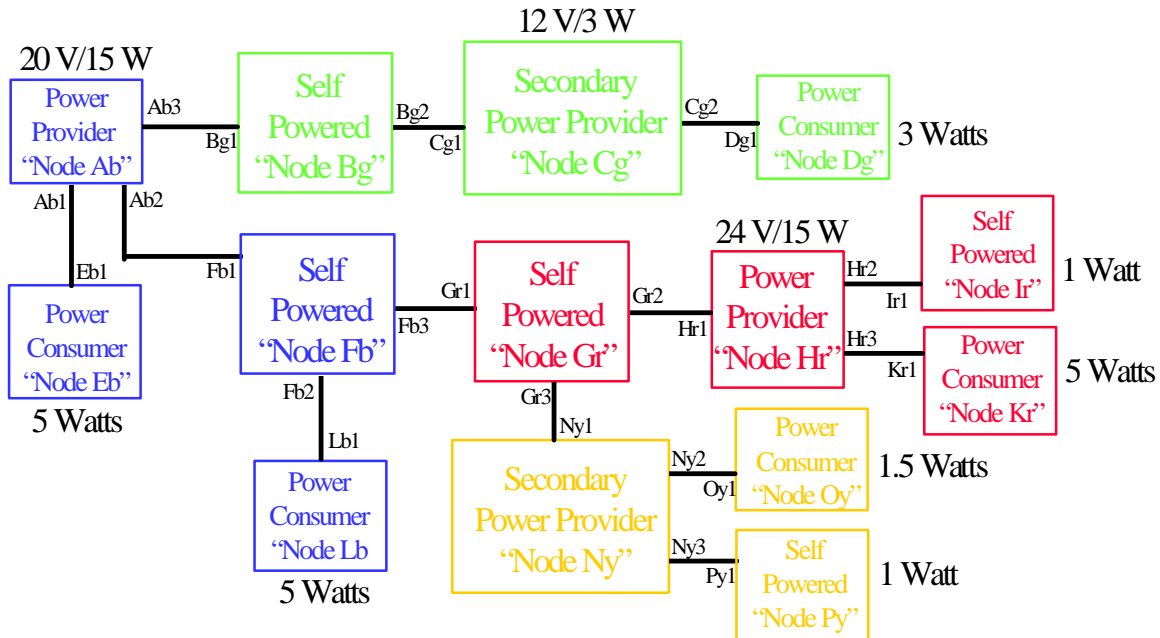 12 V/3 W
20 V/15 W
Power
Provider
“Node Ab”
Ab3
Bg1
Self
Powered
“Node Bg”
Bg2
Cg1
Secondary
Power Provider
“Node Cg”
Cg2
Dg1
Power
Consumer
“Node Dg”
3 Watts
Ab1
Ab2
Eb1
Fb1
Power
Consumer
“Node Eb”
5 Watts
Self
Powered
“Node Fb”
Fb3
Gr1
Fb2
Lb1
Power
Consumer
“Node Lb
5 Watts
Self
Powered
“Node Gr”
Gr2
Hr1
Gr3
Ny1
24 V/15 W
Power
Provider
“Node Hr”
Hr2
Ir1
Self
Powered
“Node Ir”
1 Watt
Hr3
Kr1
Power
Consumer
“Node Kr”
5 Watts
Secondary
Power Provider
“Node Ny”
Ny2
Oy1
Power
Consumer
“Node Oy”
1.5 Watts
Ny3
Py1
Self
Powered
“Node Py”
1 Watt